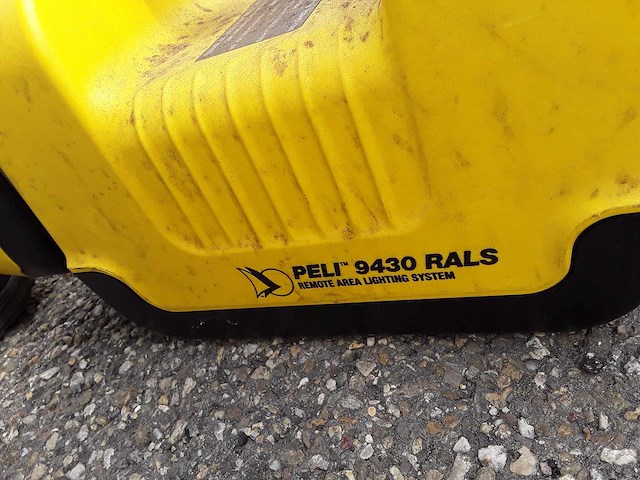 PELI™ 9430 RALS
REMOTE AREA LIGHTING SYSTEM